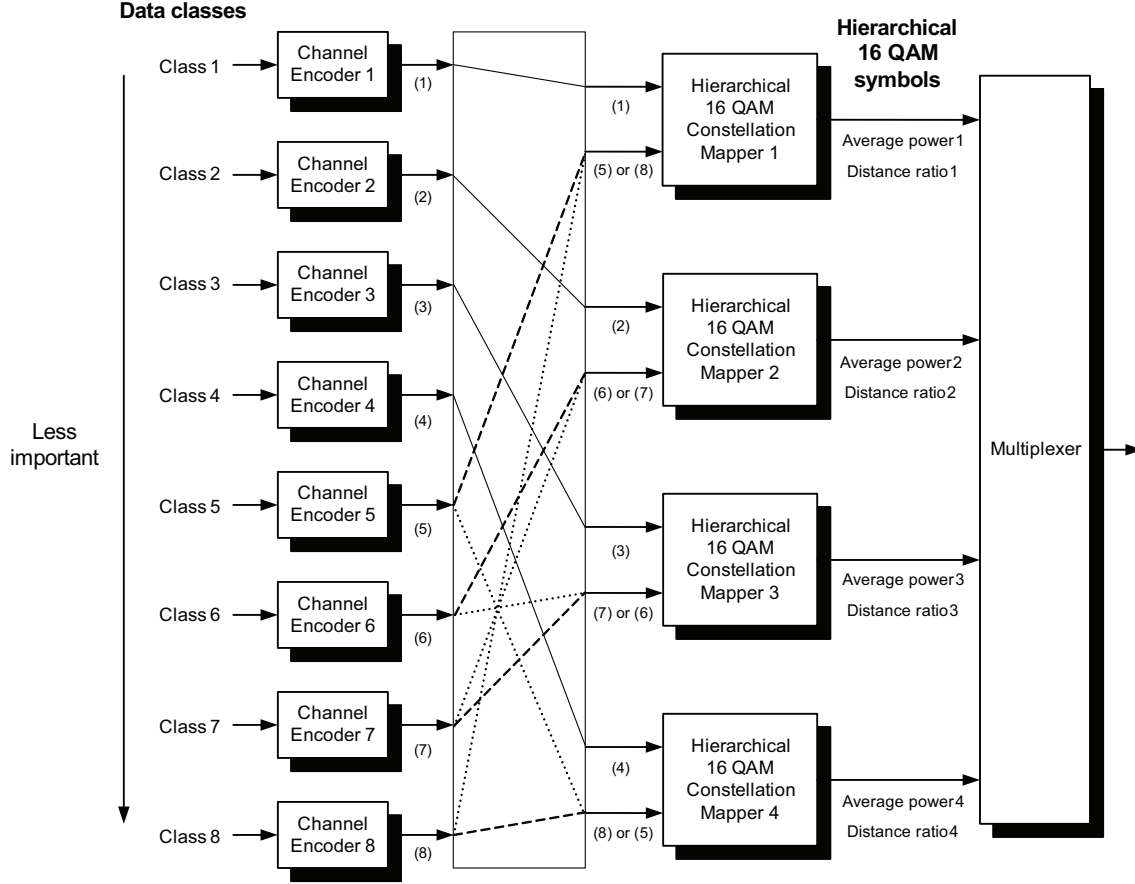 Data classes
Hierarchical
16 QAM
symbols
Class 1
Channel
Encoder 1
(1)
(1)
Hierarchical
16 QAM
Constellation
Mapper 1
(5) or (8)
Average power1
Distance ratio1
Class 2
Channel
Encoder 2
(2)
Class 3
Channel
Encoder 3
(3)
(2)
Hierarchical
16 QAM
Constellation
Mapper 2
(6) or (7)
Average power2
Distance ratio2
Class 4
Channel
Encoder 4
(4)
Less
important
Multiplexer
Class 5
Channel
Encoder 5
(5)
(3)
Hierarchical
16 QAM
Constellation
Mapper 3
(7) or (6)
Average power3
Distance ratio3
Class 6
Channel
Encoder 6
(6)
Class 7
Channel
Encoder 7
(7)
(4)
Hierarchical
16 QAM
Constellation
Mapper 4
(8) or (5)
Average power4
Distance ratio4
Class 8
Channel
Encoder 8
(8)